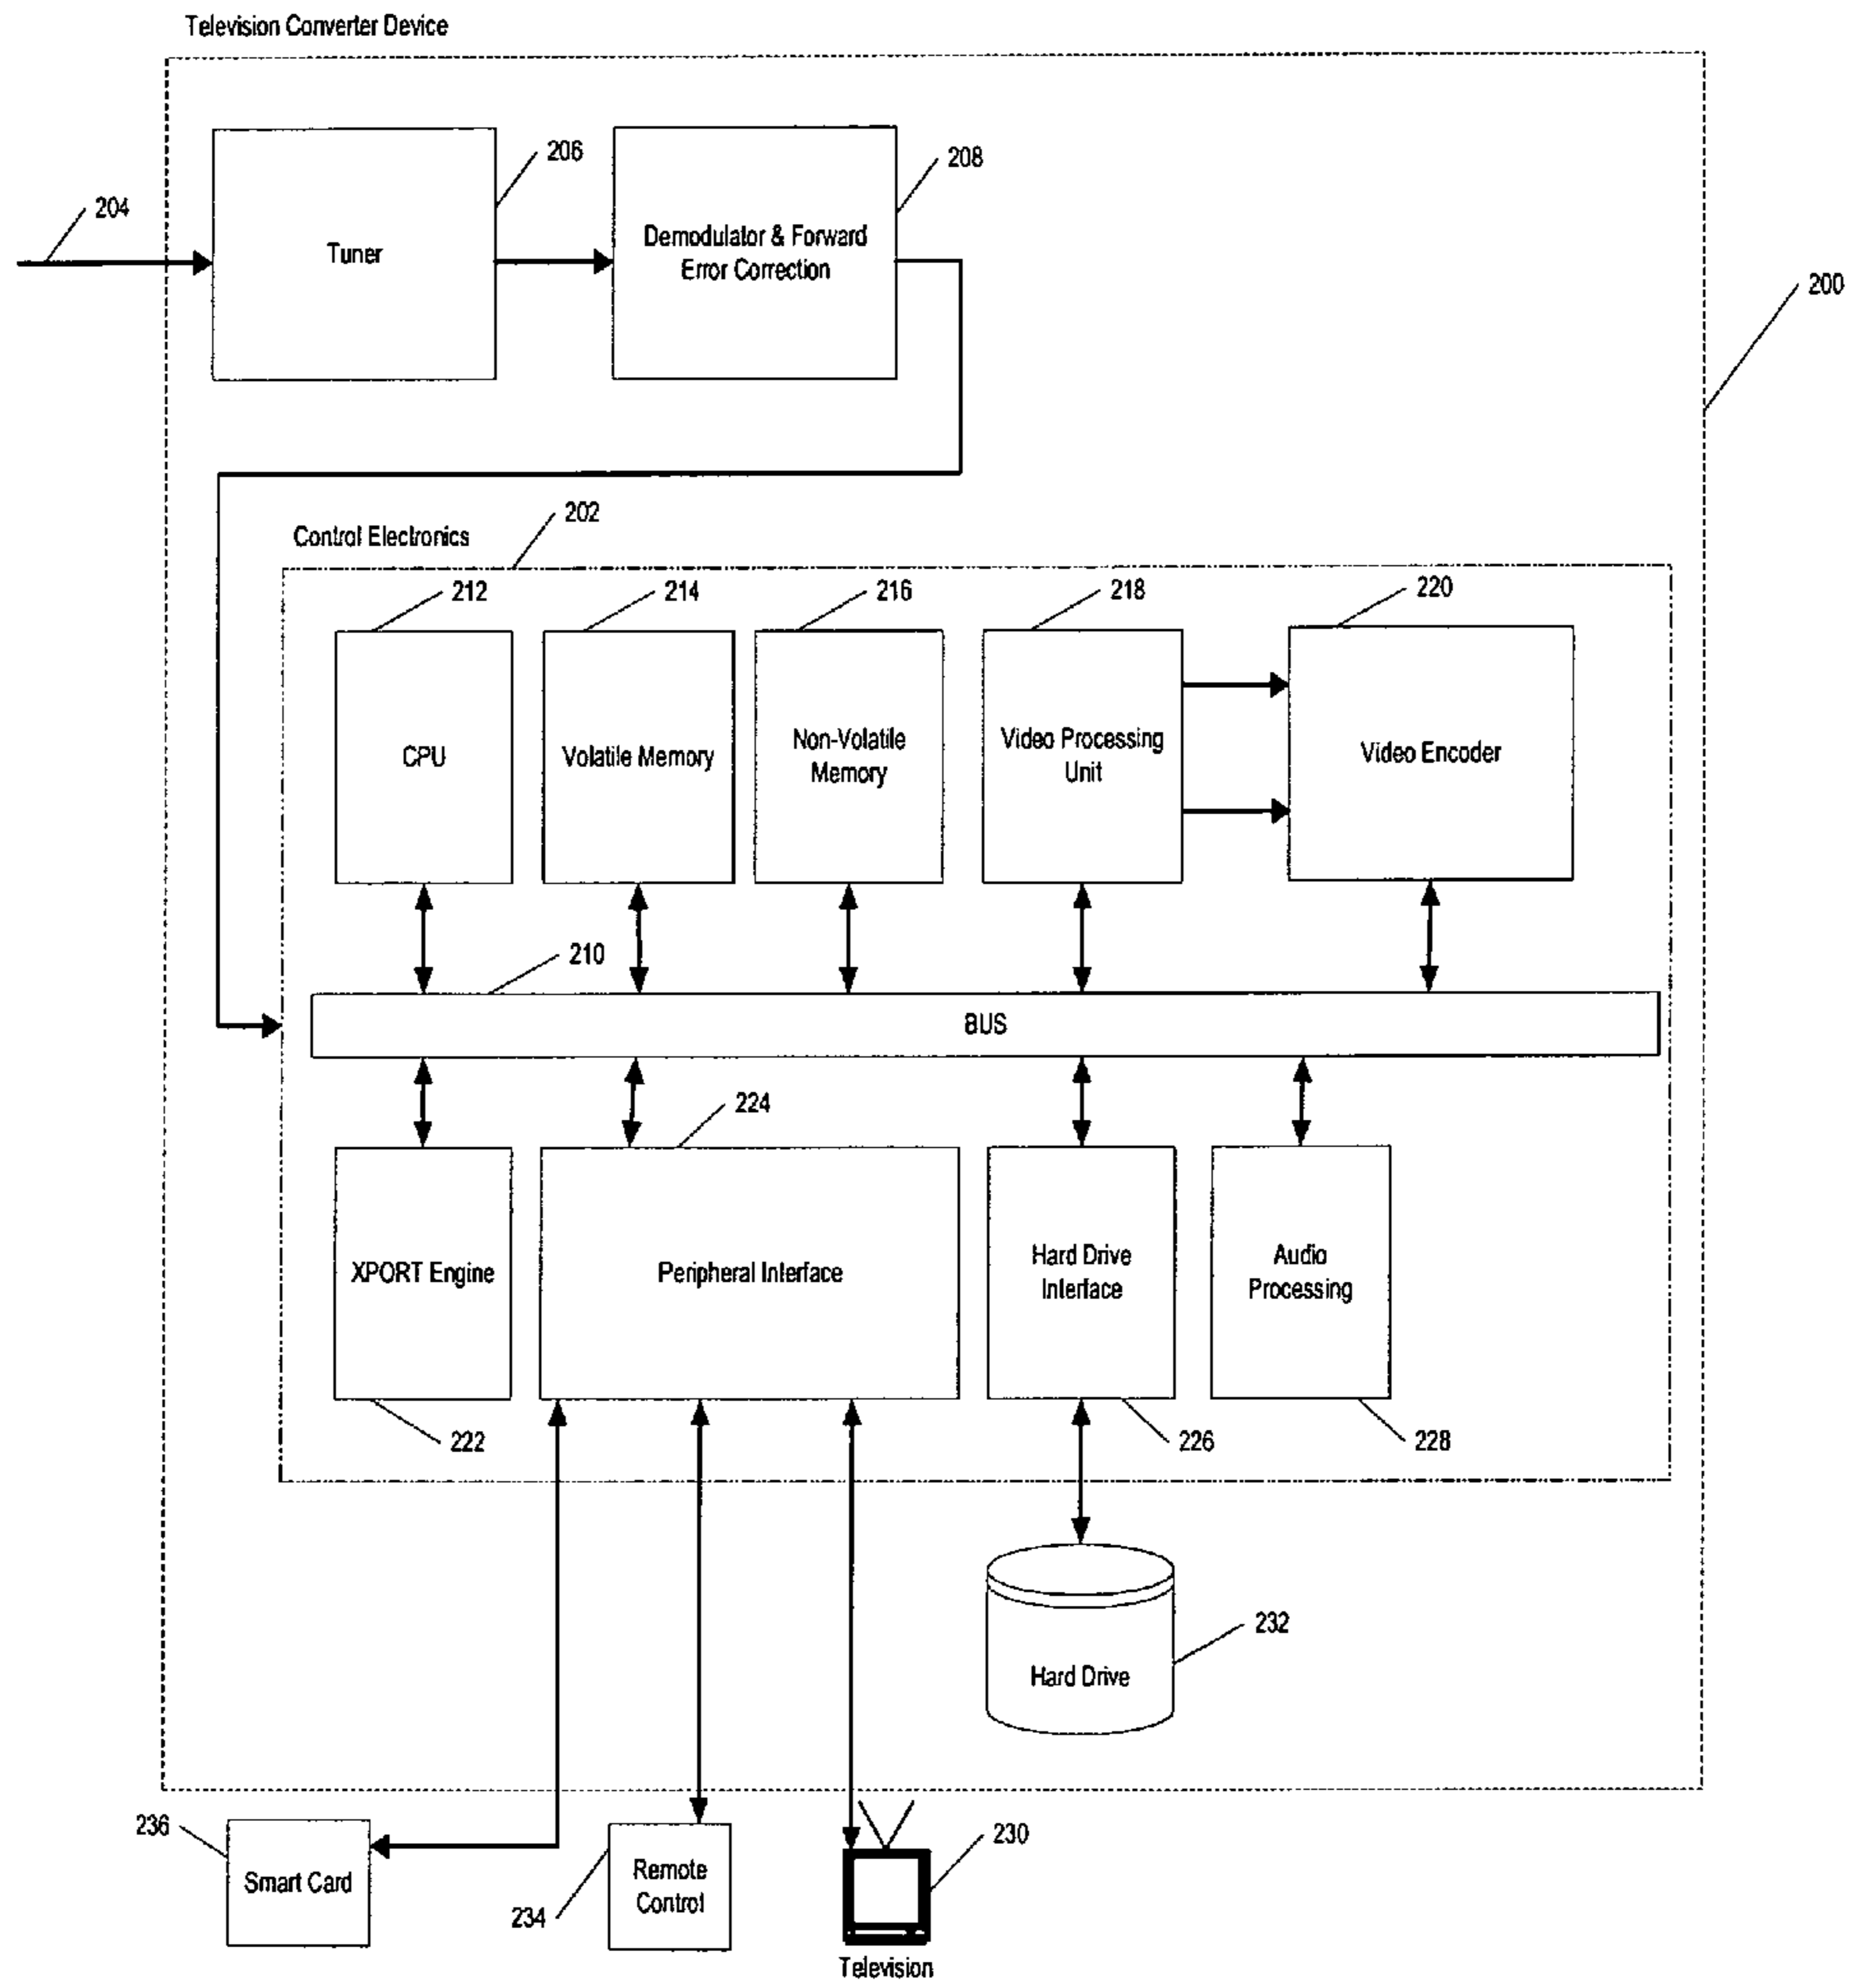 Television Converter Device
206
208
204
Tuner
Demodulator & Forward
Error Correction
200
202
Control Electronics
212
214
216
218
220
CPU
Volatile Memory
Non-Volatile
Memory
Video Processing
Unit
Video Encoder
210
BUS
224
XPORT Engine
Peripheral Interface
Hard Drive
Interface
Audio
Processing
222
226
228
232
Hard Drive
236
Smart Card
234
Remote
Control
230
Television